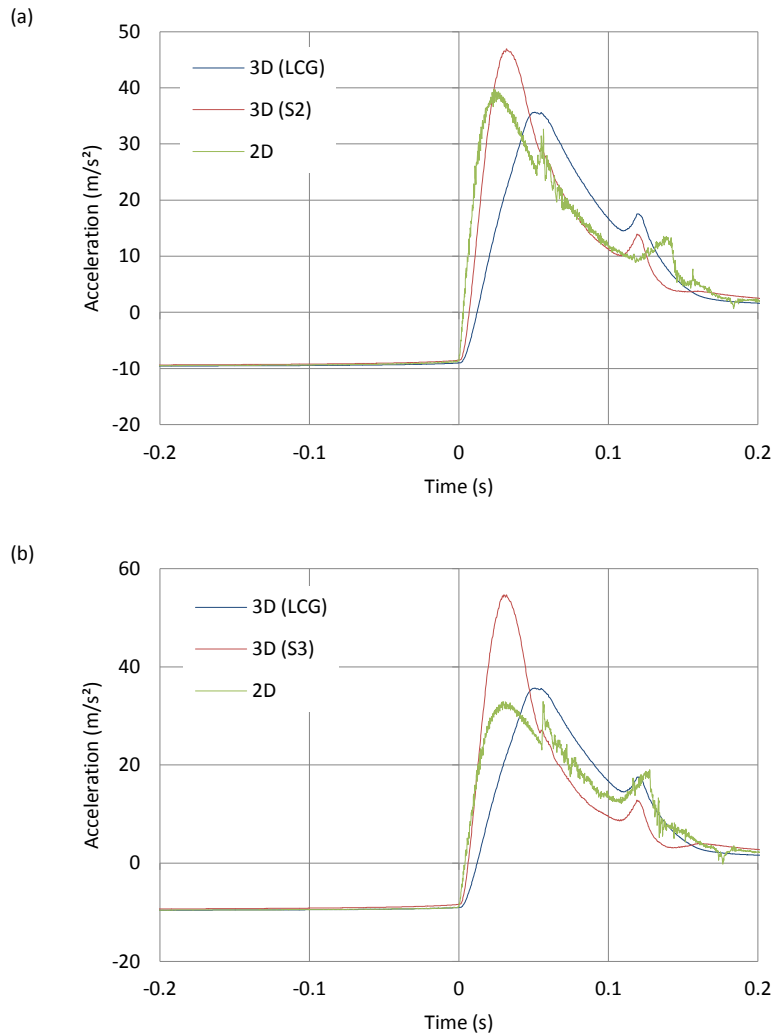 (a)
50
40
30
20
10
0
-10
-20
Acceleration (m/s²)
3D (LCG)
3D (S2)
2D
-0.2 -0.1 0 0.1 0.2
Time (s)
(b)
60
40
20
0
-20
Acceleration (m/s²)
3D (LCG)
3D (S3)
2D
-0.2 -0.1 0 0.1 0.2
Time (s)